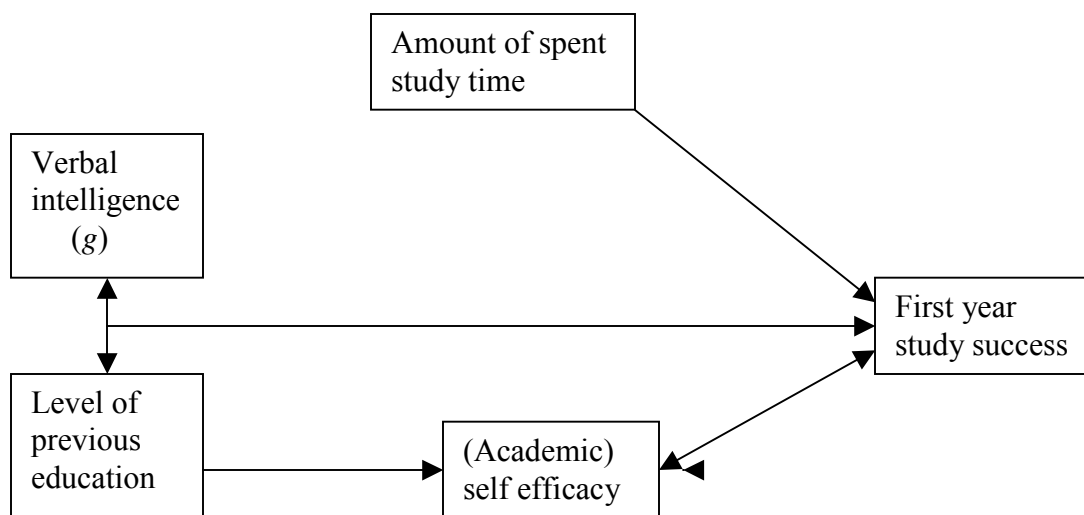 Amount of spent
study time
Verbal
intelligence
(g)
First year
study success
Level of
previous
education
(Academic)
self efficacy